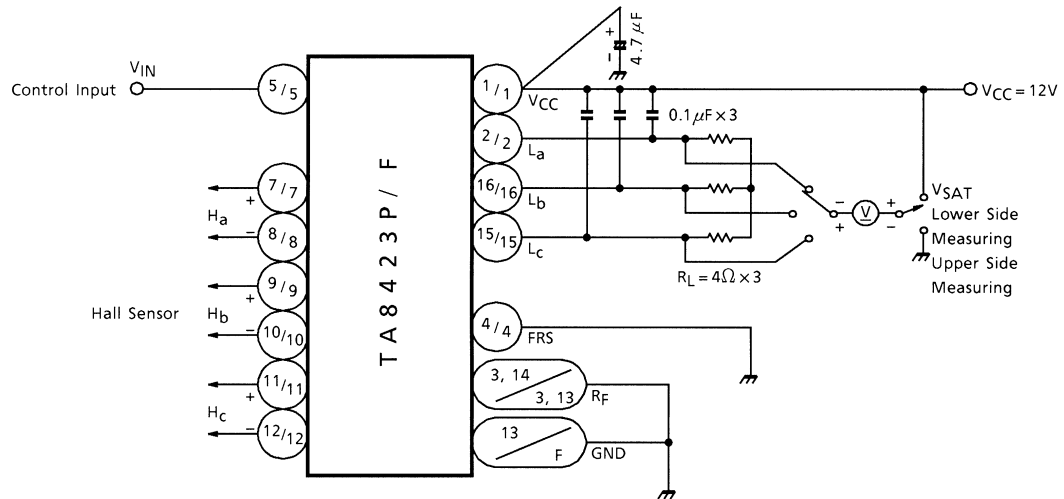 Control Input
VIN
5/5
7/7
+
Ha
−
8/8
9/9
+
Hall Sensor
Hb
−
10/10
11/11
+
Hc
−
12/12
TA8423P/F
1/1
VCC
2/2
La
16/16
Lb
15/15
Lc
4/4
FRS
3, 14
3, 13
RF
13
F
GND
+
−
4.7μF
0.1μF×3
RL=4Ω×3
−
+
V
+
−
VCC=12V
VSAT
Lower Side
Measuring
Upper Side
Measuring